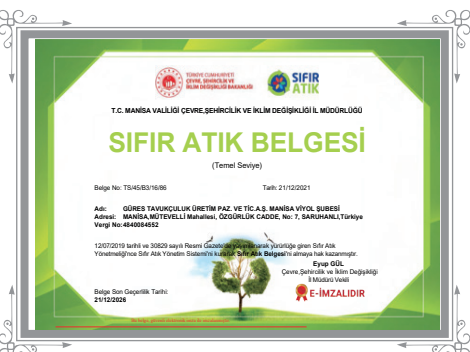 TÜRKİYE CUMHURİYETİ
ÇEVRE, ŞEHİRCİLİK VE
İKLİM DEĞİŞİKLİĞİ BAKANLIĞI
SIFIR
ATIK
T.C. MANİSA VALİLİĞİ ÇEVRE,ŞEHİRCİLİK VE İKLİM DEĞİŞİKLİĞİ İL MÜDÜRLÜĞÜ
SIFIR ATIK BELGESİ
(Temel Seviye)
Belge No: TS/45/B3/16/86 Tarih: 21/12/2021
Adı: GÜRES TAVUKÇULUK ÜRETİM PAZ. VE TİC.A.Ş. MANİSA VİYOL ŞUBESİ
Adresi: MANİSA,MÜTEVELLİ Mahallesi, ÖZGÜRLÜK CADDE, No: 7, SARUHANLI,Türkiye
Vergi No:4840084552
12/07/2019 tarihli ve 30829 sayılı Resmi Gazete'de yayımlanarak yürürlüğe giren Sıfır Atık
Yönetmeliği'nce Sıfır Atık Yönetim Sistemi'ni kurarak Sıfır Atık Belgesi'ni almaya hak kazanmıştır.
Eyup GÜL
Çevre,Şehircilik ve İklim Değişikliği
İl Müdürü Vekili
E-İMZALIDIR
Belge Son Geçerlilik Tarihi:
21/12/2026